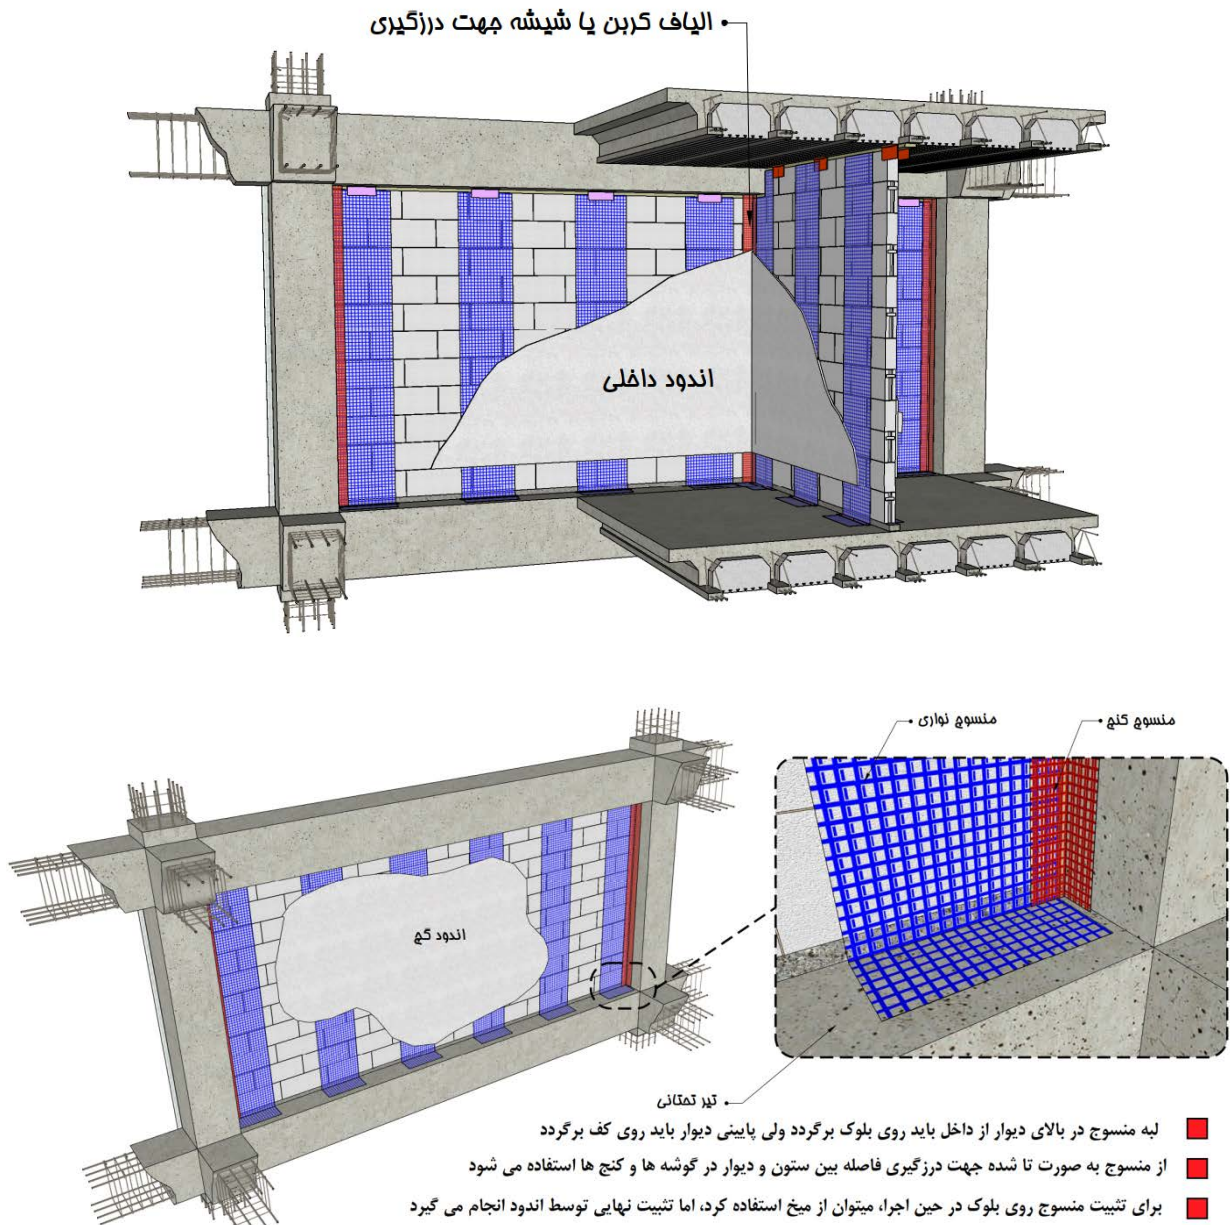 الیاف کربن یا شیشه جهت درزگیری
اندود داخلی
منسوج نواری
منسوج کنج
اندود گچ
تیر تحتانی
لبه منسوج در بالای دیوار از داخل باید روی بلوک برگردد ولی پایینی دیوار باید روی کف برگردد
از منسوج به صورت تا شده جهت درزگیری فاصله بین ستون و دیوار در گوشه ها و کنج ها استفاده می شود
برای تثبیت منسوج روی بلوک در حین اجرا، میتوان از میخ استفاده کرد، اما تثبیت نهایی توسط اندود انجام می گیرد